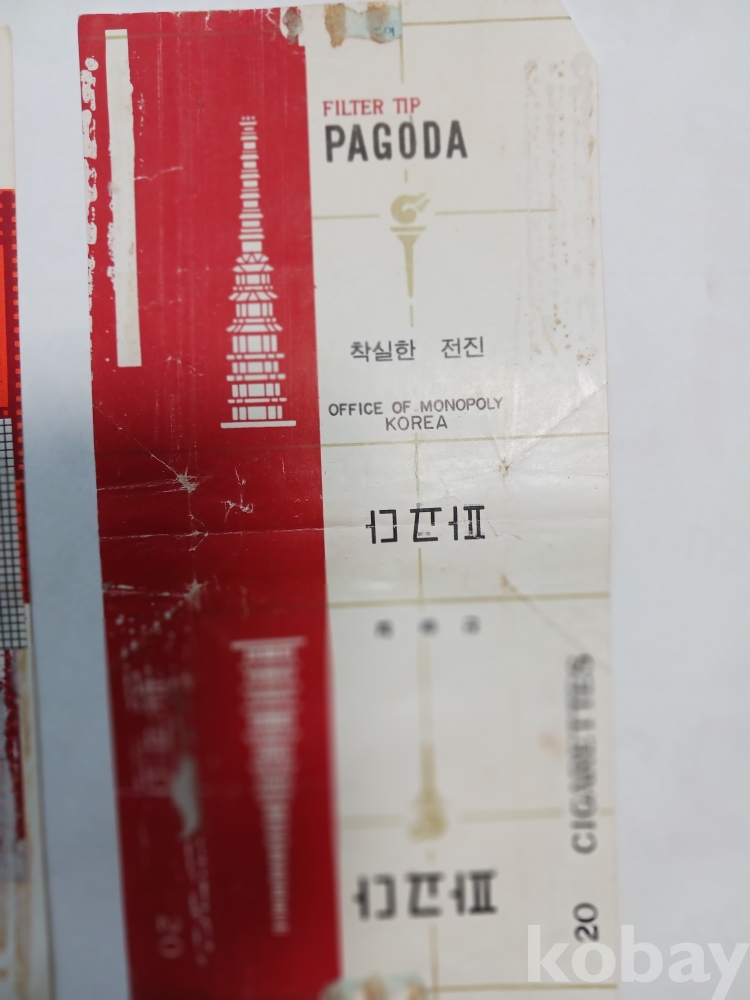 FILTER TIP
PAGODA
착실한 전진
OFFICE OF MONOPOLY
KOREA
파고다
파고다
20 CIGARETTES
20
kobay